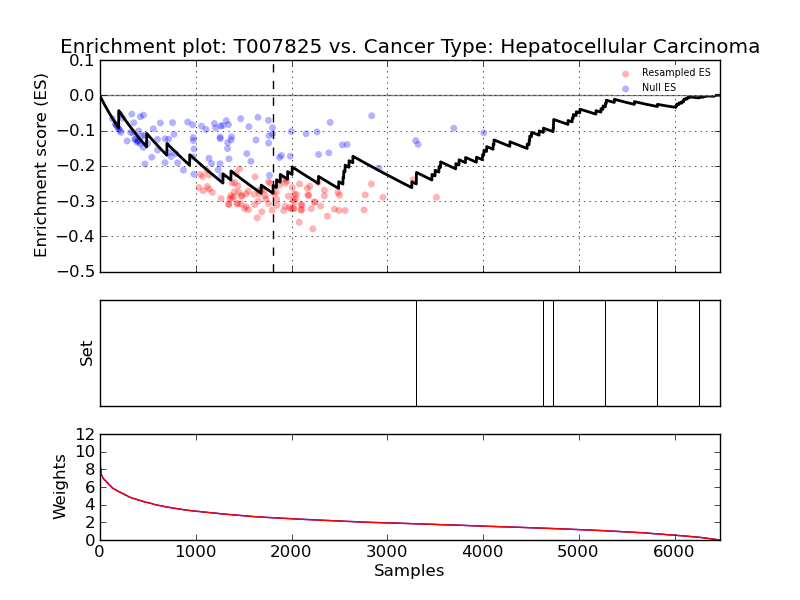 Enrichment plot: T007825 vs. Cancer Type: Hepatocellular Carcinoma
Enrichment score (ES)
0.1
0.0
−0.1
−0.2
−0.3
−0.4
−0.5
Resampled ES
Null ES
Set
Weights
12
10
8
6
4
2
0
0 1000 2000 3000 4000 5000 6000
Samples